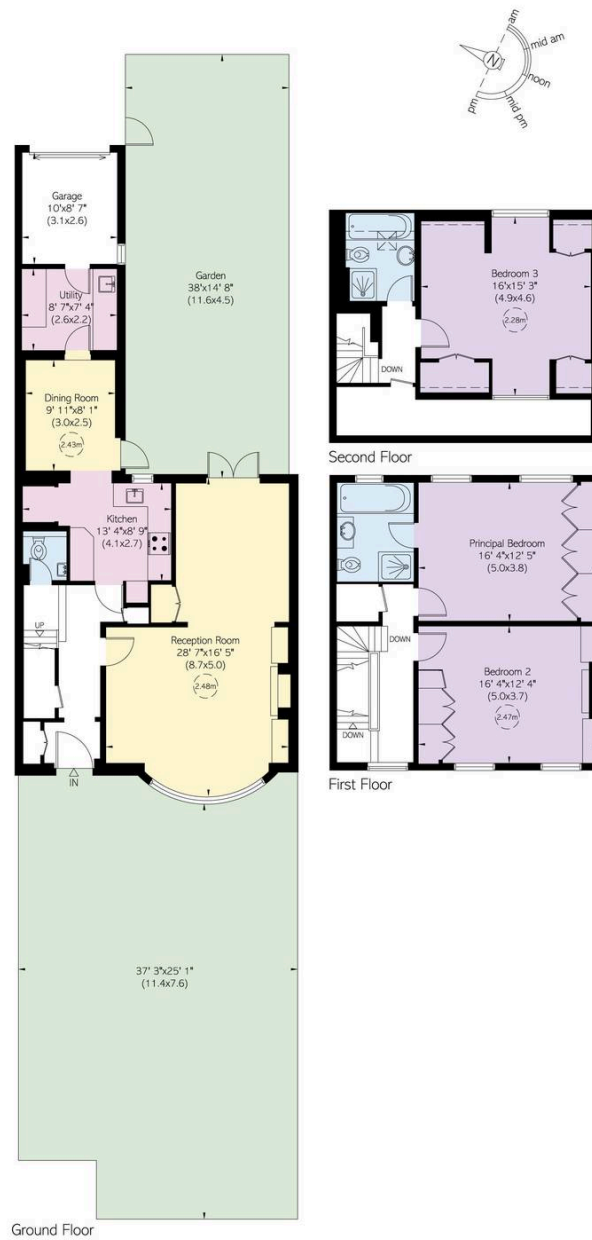 am
mid am
N
noon
mid pm
pm
Garage
10'x8' 7"
(3.1x2.6)
Utility
8' 7"x7' 4"
(2.6x2.2)
Garden
38'x14' 8"
(11.6x4.5)
Dining Room
9' 11"x8' 1"
(3.0x2.5)
2.43m
Kitchen
13' 4"x8' 9"
(4.1x2.7)
UP
Reception Room
28' 7"x16' 5"
(8.7x5.0)
2.48m
IN
37' 3"x25' 1"
(11.4x7.6)
Ground Floor
Bedroom 3
16'x15' 3"
(4.9x4.6)
2.28m
DOWN
Second Floor
Principal Bedroom
16' 4"x12' 5"
(5.0x3.8)
DOWN
Bedroom 2
16' 4"x12' 4"
(5.0x3.7)
2.47m
DOWN
First Floor